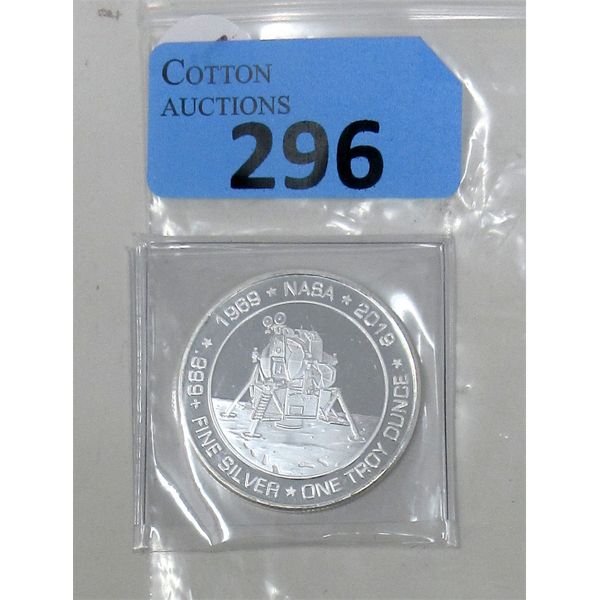 COTTON
AUCTIONS
296
1969 ★ NASA ★ 2019
.999+ FINE SILVER ★ ONE TROY OUNCE